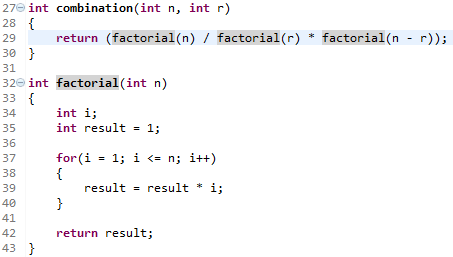 27 int combination(int n, int r)
28 {
29     return (factorial(n) / factorial(r) * factorial(n - r));
30 }
31
32 int factorial(int n)
33 {
34     int i;
35     int result = 1;
36
37     for(i = 1; i <= n; i++)
38     {
39         result = result * i;
40     }
41
42     return result;
43 }